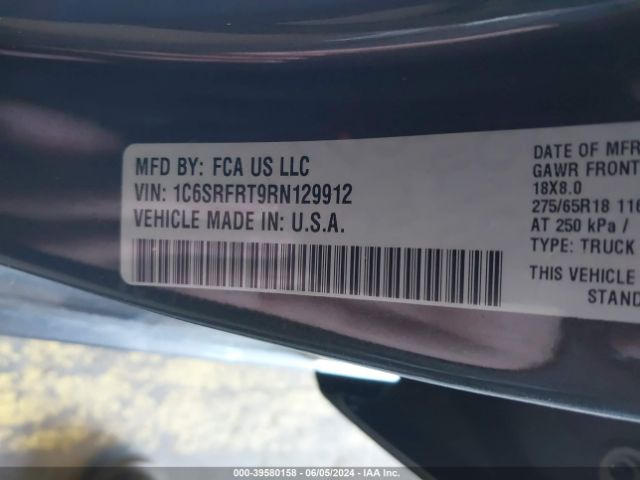 MFD BY: FCA US LLC
VIN: 1C6SRFRT9RN129912
VEHICLE MADE IN: U.S.A.
DATE OF MFR
GAWR FRONT
18X8.0
275/65R18 116
AT 250 kPa /
TYPE: TRUCK
THIS VEHICLE
STAND
000-39580158 - 06/05/2024 - IAA Inc.